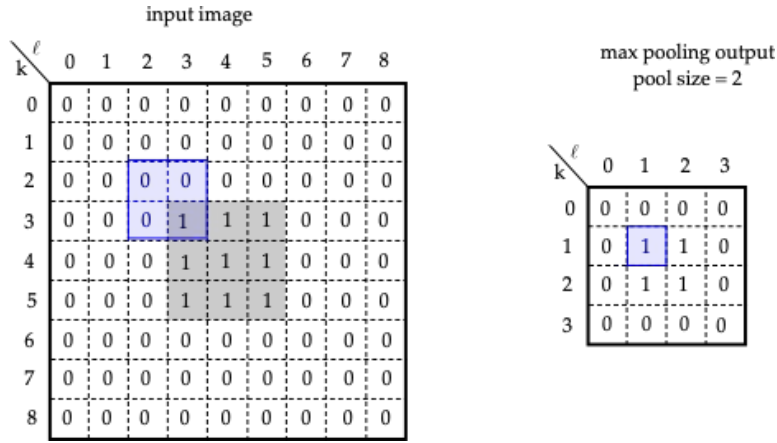 input image
ℓ
k
0 1 2 3 4 5 6 7 8
0 0 0 0 0 0 0 0 0 0
1 0 0 0 0 0 0 0 0 0
2 0 0 0 0 0 0 0 0 0
3 0 0 0 1 1 1 0 0 0
4 0 0 0 1 1 1 0 0 0
5 0 0 0 1 1 1 0 0 0
6 0 0 0 0 0 0 0 0 0
7 0 0 0 0 0 0 0 0 0
8 0 0 0 0 0 0 0 0 0
max pooling output
pool size = 2
ℓ
k
0 1 2 3
0 0 0 0 0
1 0 1 1 0
2 0 1 1 0
3 0 0 0 0